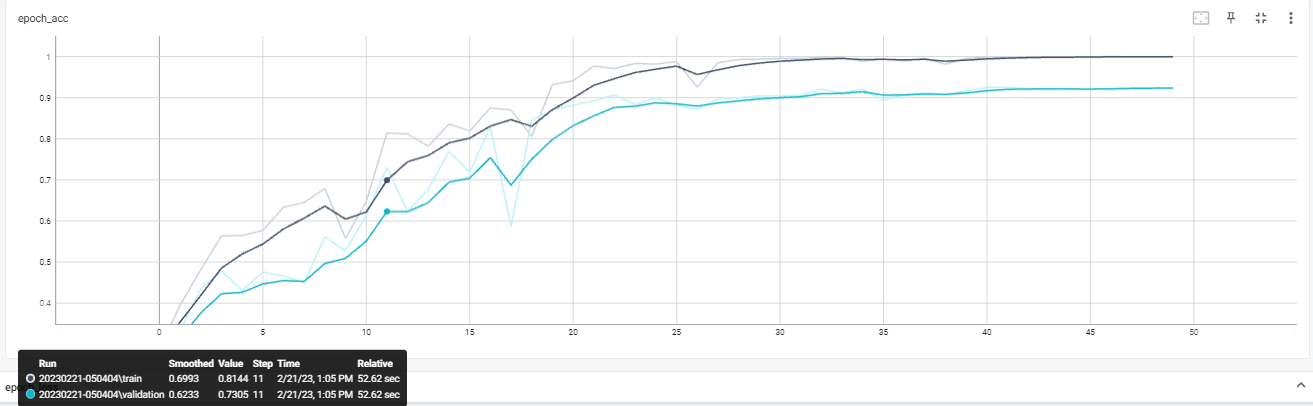 epoch_acc
1
0.9
0.8
0.7
0.6
0.5
0.4
0 5 10 15 20 25 30 35 40 45 50
Run Smoothed Value Step Time Relative
20230221-050404\train 0.6993 0.8144 11 2/21/23, 1:05 PM 52.62 sec
20230221-050404\validation 0.6233 0.7305 11 2/21/23, 1:05 PM 52.62 sec